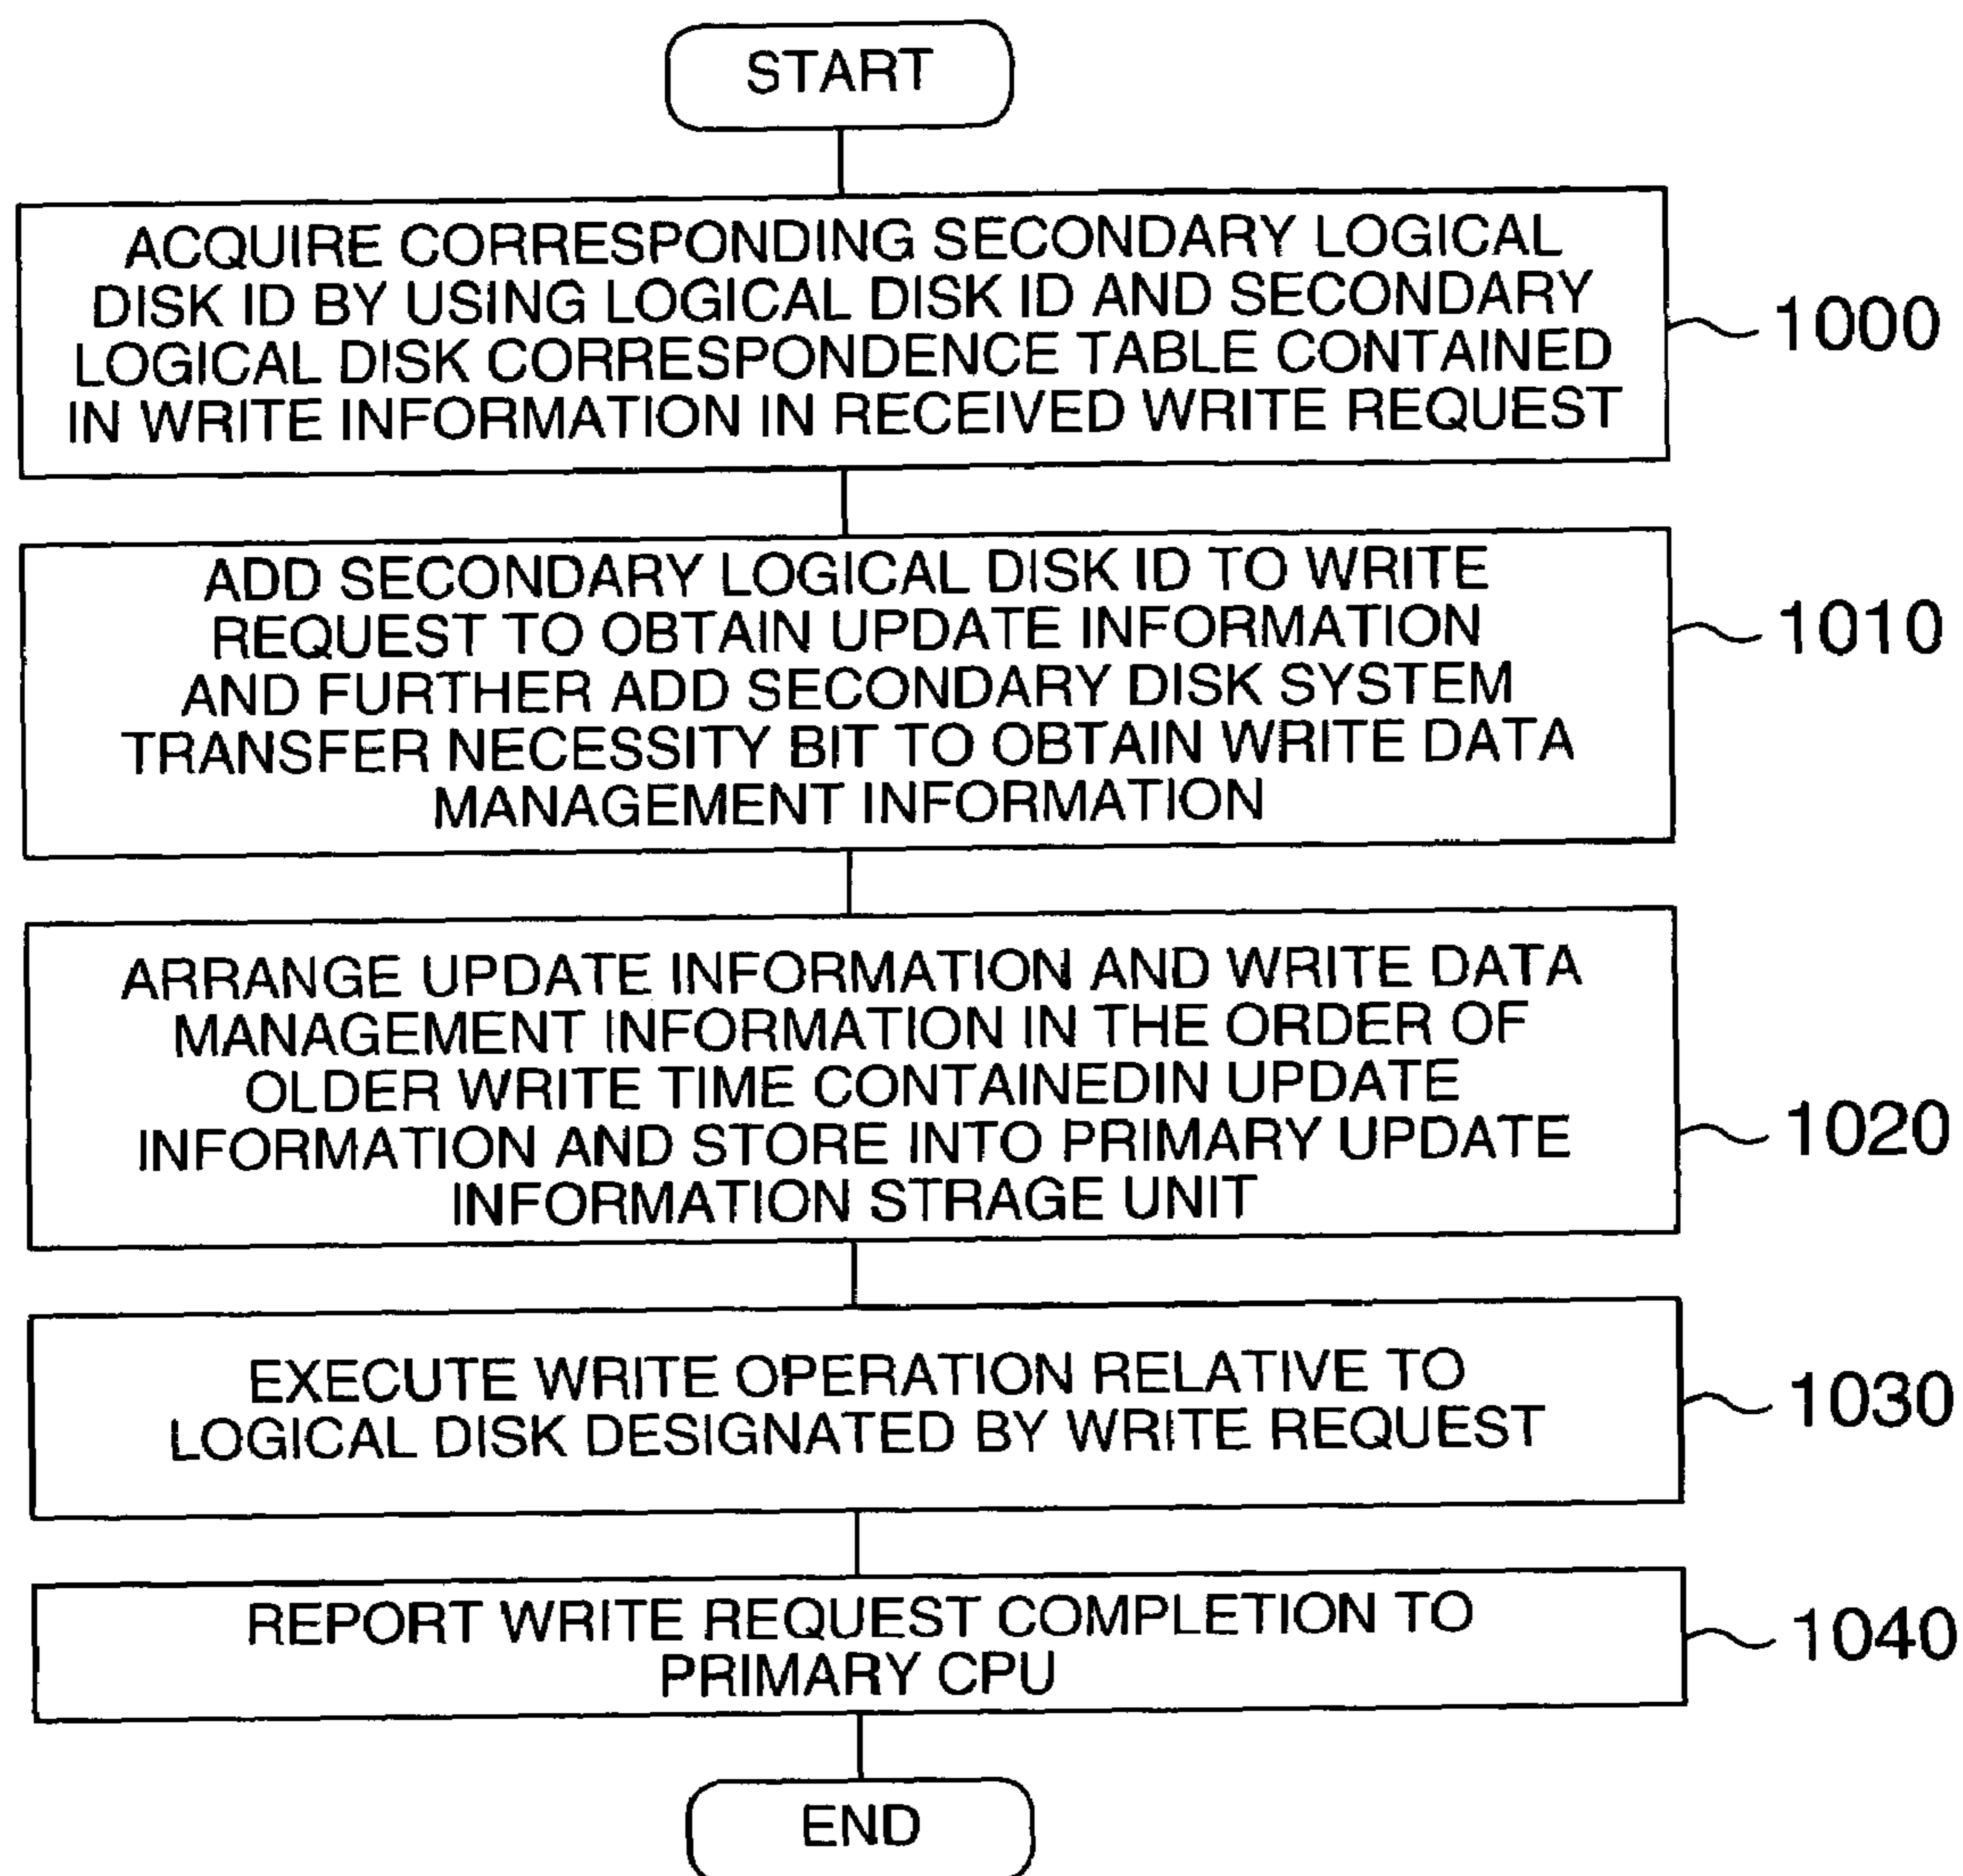 START
ACQUIRE CORRESPONDING SECONDARY LOGICAL
DISK ID BY USING LOGICAL DISK ID AND SECONDARY
LOGICAL DISK CORRESPONDENCE TABLE CONTAINED
IN WRITE INFORMATION IN RECEIVED WRITE REQUEST
1000
ADD SECONDARY LOGICAL DISK ID TO WRITE
REQUEST TO OBTAIN UPDATE INFORMATION
AND FURTHER ADD SECONDARY DISK SYSTEM
TRANSFER NECESSITY BIT TO OBTAIN WRITE DATA
MANAGEMENT INFORMATION
1010
ARRANGE UPDATE INFORMATION AND WRITE DATA
MANAGEMENT INFORMATION IN THE ORDER OF
OLDER WRITE TIME CONTAINEDIN UPDATE
INFORMATION AND STORE INTO PRIMARY UPDATE
INFORMATION STRAGE UNIT
1020
EXECUTE WRITE OPERATION RELATIVE TO
LOGICAL DISK DESIGNATED BY WRITE REQUEST
1030
REPORT WRITE REQUEST COMPLETION TO
PRIMARY CPU
1040
END